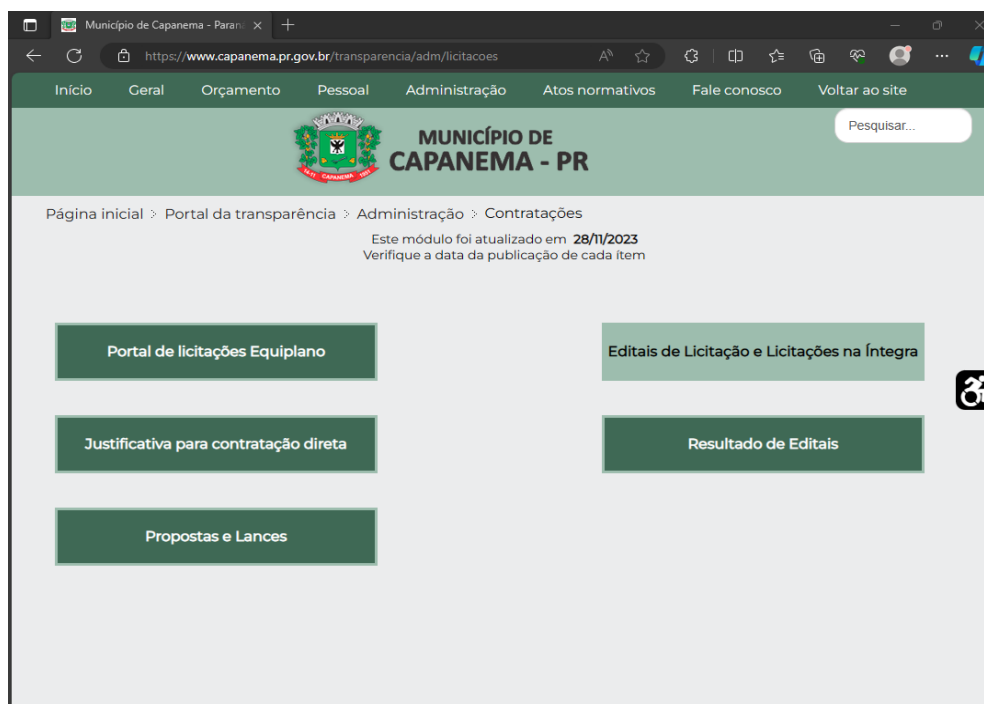 Município de Capanema - Paran
https://www.capanema.pr.gov.br/transparencia/adm/licitacoes
Início Geral Orçamento Pessoal Administração Atos normativos Fale conosco Voltar ao site
Pesquisar...
MUNICÍPIO DE
CAPANEMA - PR
CAPANEMA
Página inicial > Portal da transparência > Administração > Contratações
Este módulo foi atualizado em 28/11/2023
Verifique a data da publicação de cada ítem
Portal de licitações Equiplano
Editais de Licitação e Licitações na Íntegra
Justificativa para contratação direta
Resultado de Editais
Propostas e Lances